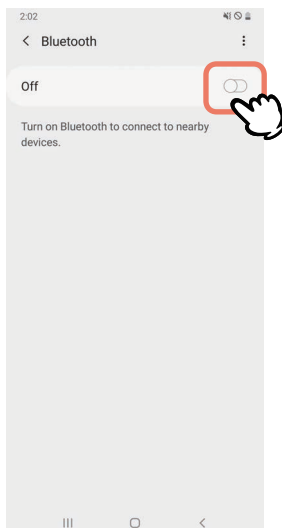 2:02
Bluetooth
Off
Turn on Bluetooth to connect to nearby
devices.